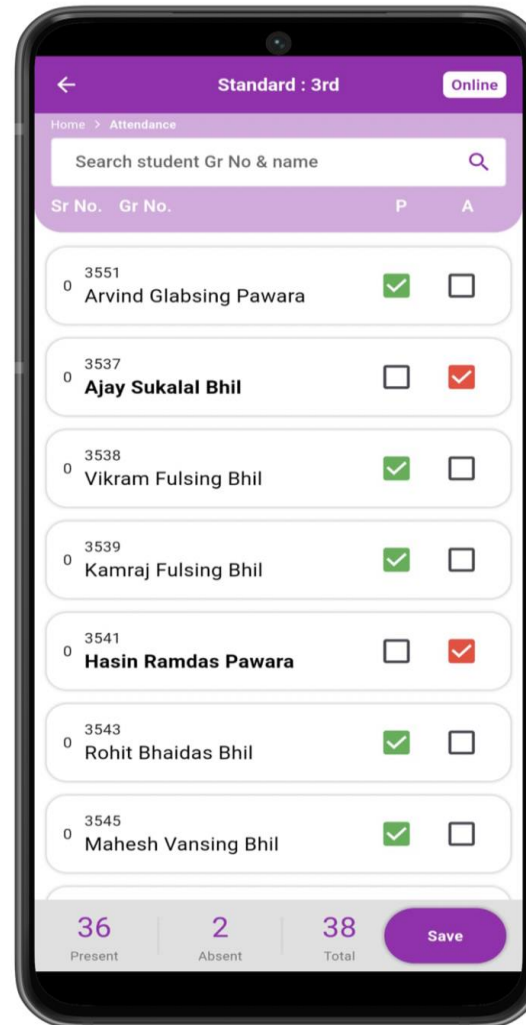 Standard : 3rd
Online
Home > Attendance
Search student Gr No & name
Sr No. Gr No. P A
3551
0 Arvind Glabsing Pawara
3537
0 Ajay Sukalal Bhil
3538
0 Vikram Fulsing Bhil
3539
0 Kamraj Fulsing Bhil
3541
0 Hasin Ramdas Pawara
3543
0 Rohit Bhaidas Bhil
3545
0 Mahesh Vansing Bhil
36 2 38
Present Absent Total
Save